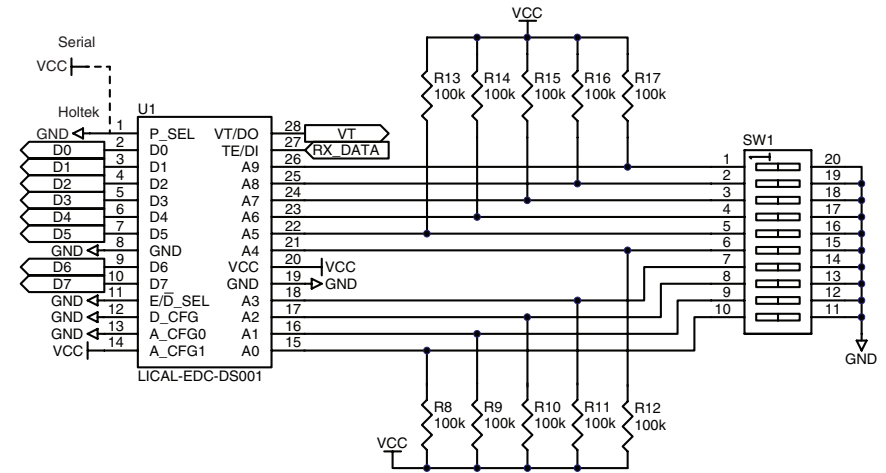 VCC
Serial
VCC
Holtek
U1
R13 100k
R14 100k
R15 100k
R16 100k
R17 100k
SW1
GND 1 P_SEL VT/DO 28 VT
D0 2 D0 TE/DI 27 RX_DATA
D1 3 D1 A9 26
D2 4 D2 A8 25
D3 5 D3 A7 24
D4 6 D4 A6 23
D5 7 D5 A5 22
GND 8 GND A4 21
D6 9 D6 VCC 20 VCC
D7 10 D7 GND 19 GND
GND 11 E/D_SEL A3 18
GND 12 D_CFG A2 17
GND 13 A_CFG0 A1 16
VCC 14 A_CFG1 A0 15
LICAL-EDC-DS001
1 20
2 19
3 18
4 17
5 16
6 15
7 14
8 13
9 12
10 11
GND
R8 100k
R9 100k
R10 100k
R11 100k
R12 100k
VCC